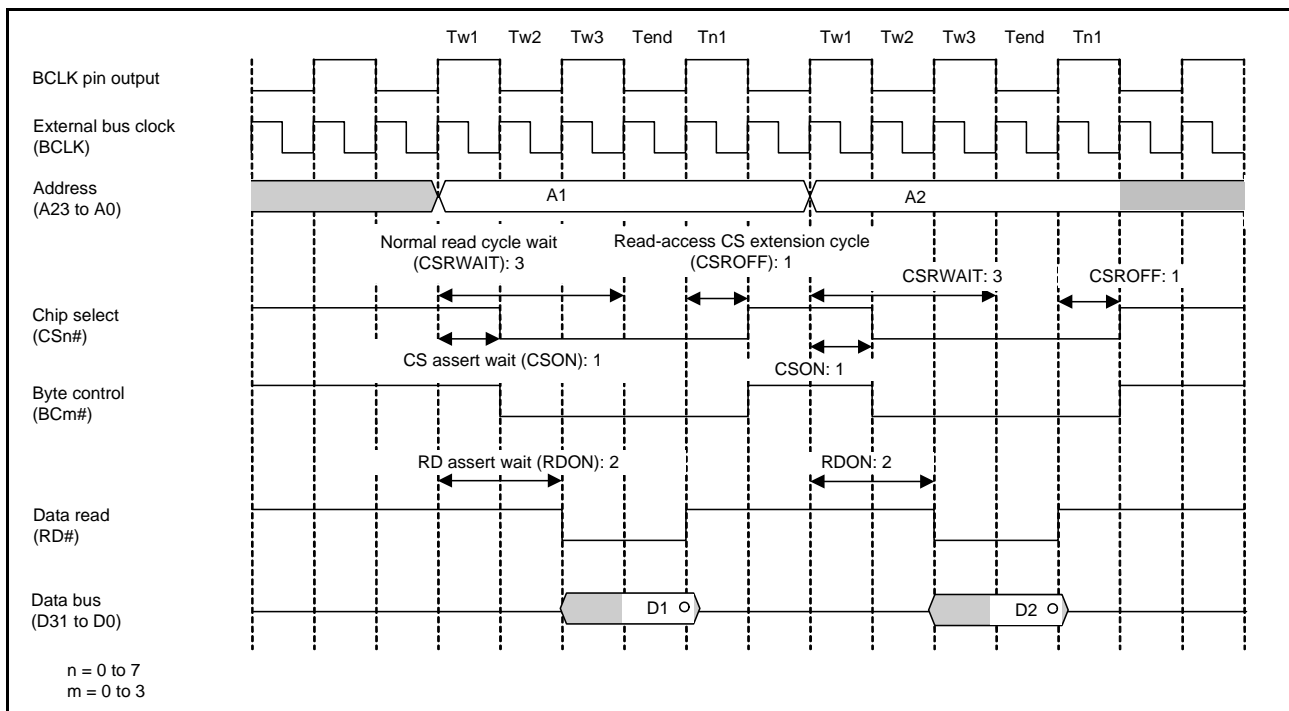 Tw1 Tw2 Tw3 Tend Tn1 Tw1 Tw2 Tw3 Tend Tn1
BCLK pin output
External bus clock
(BCLK)
Address
(A23 to A0)
A1
A2
Normal read cycle wait
(CSRWAIT): 3
Read-access CS extension cycle
(CSROFF): 1
CSRWAIT: 3
CSROFF: 1
Chip select
(CSn#)
CS assert wait (CSON): 1
CSON: 1
Byte control
(BCm#)
RD assert wait (RDON): 2
RDON: 2
Data read
(RD#)
Data bus
(D31 to D0)
D1
D2
n = 0 to 7
m = 0 to 3